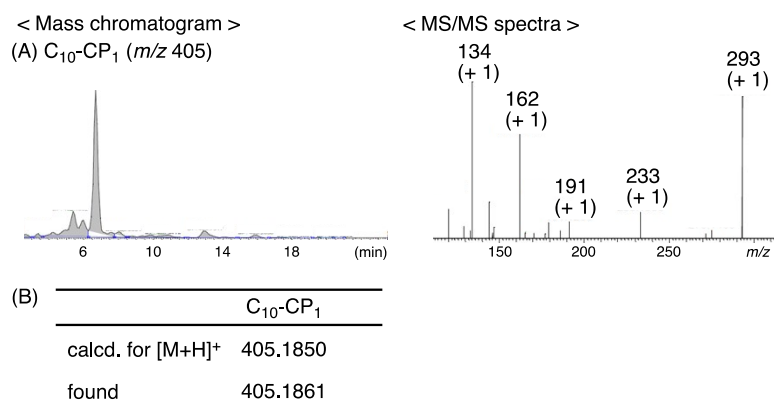 < Mass chromatogram >
(A) C₁₀-CP₁ (m/z 405)
6 10 14 18 (min)
< MS/MS spectra >
134
(+ 1)
162
(+ 1)
191
(+ 1)
233
(+ 1)
293
(+ 1)
150 200 250 m/z
(B)
C₁₀-CP₁
calcd. for [M+H]⁺ 405.1850
found 405.1861